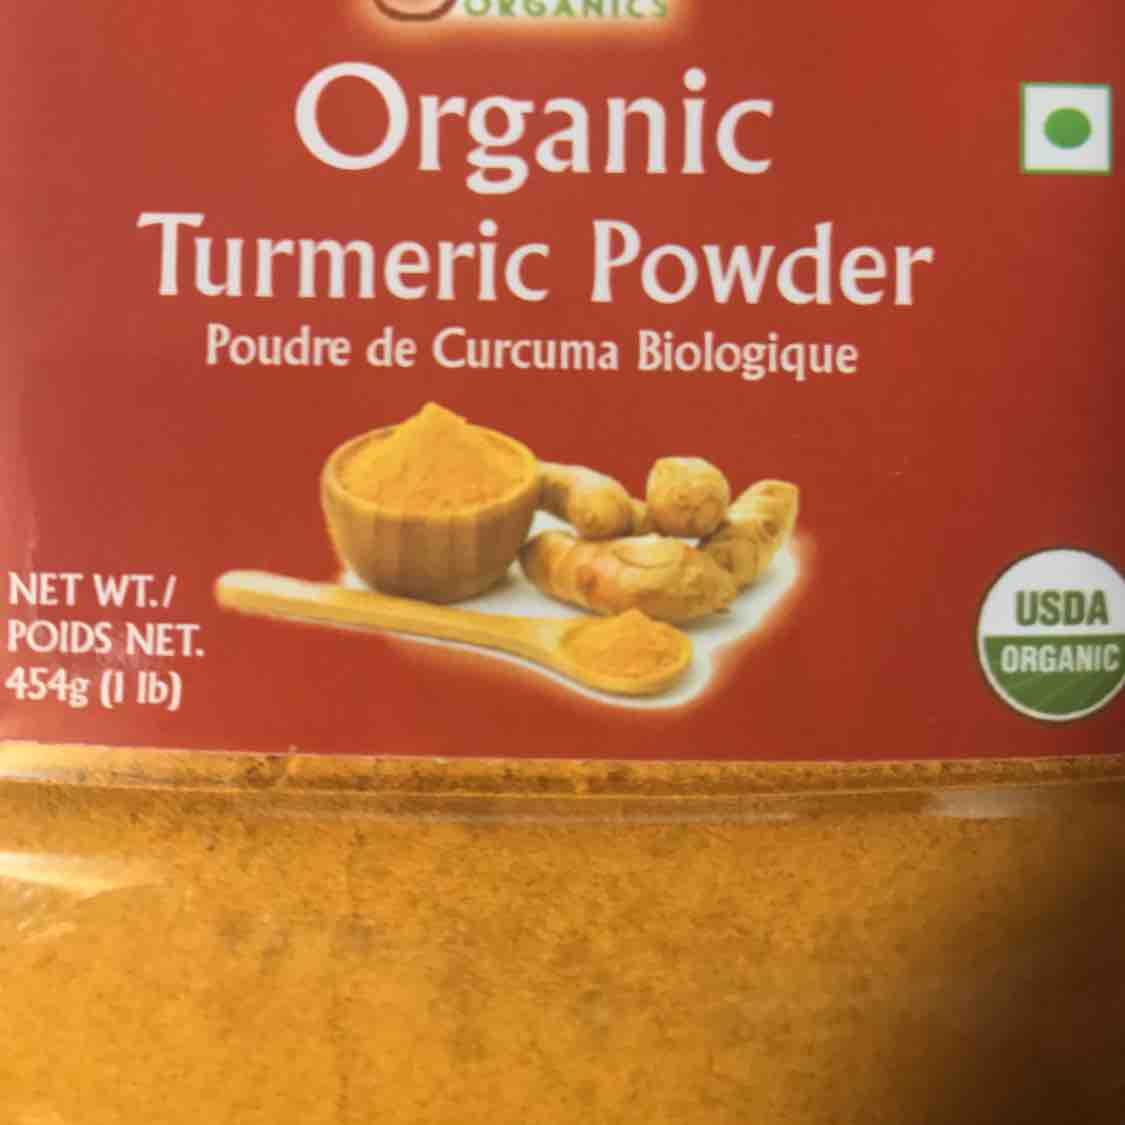 ORGANICS
Organic
Turmeric Powder
Poudre de Curcuma Biologique
NET WT./
POIDS NET.
454g (1 lb)
USDA
ORGANIC